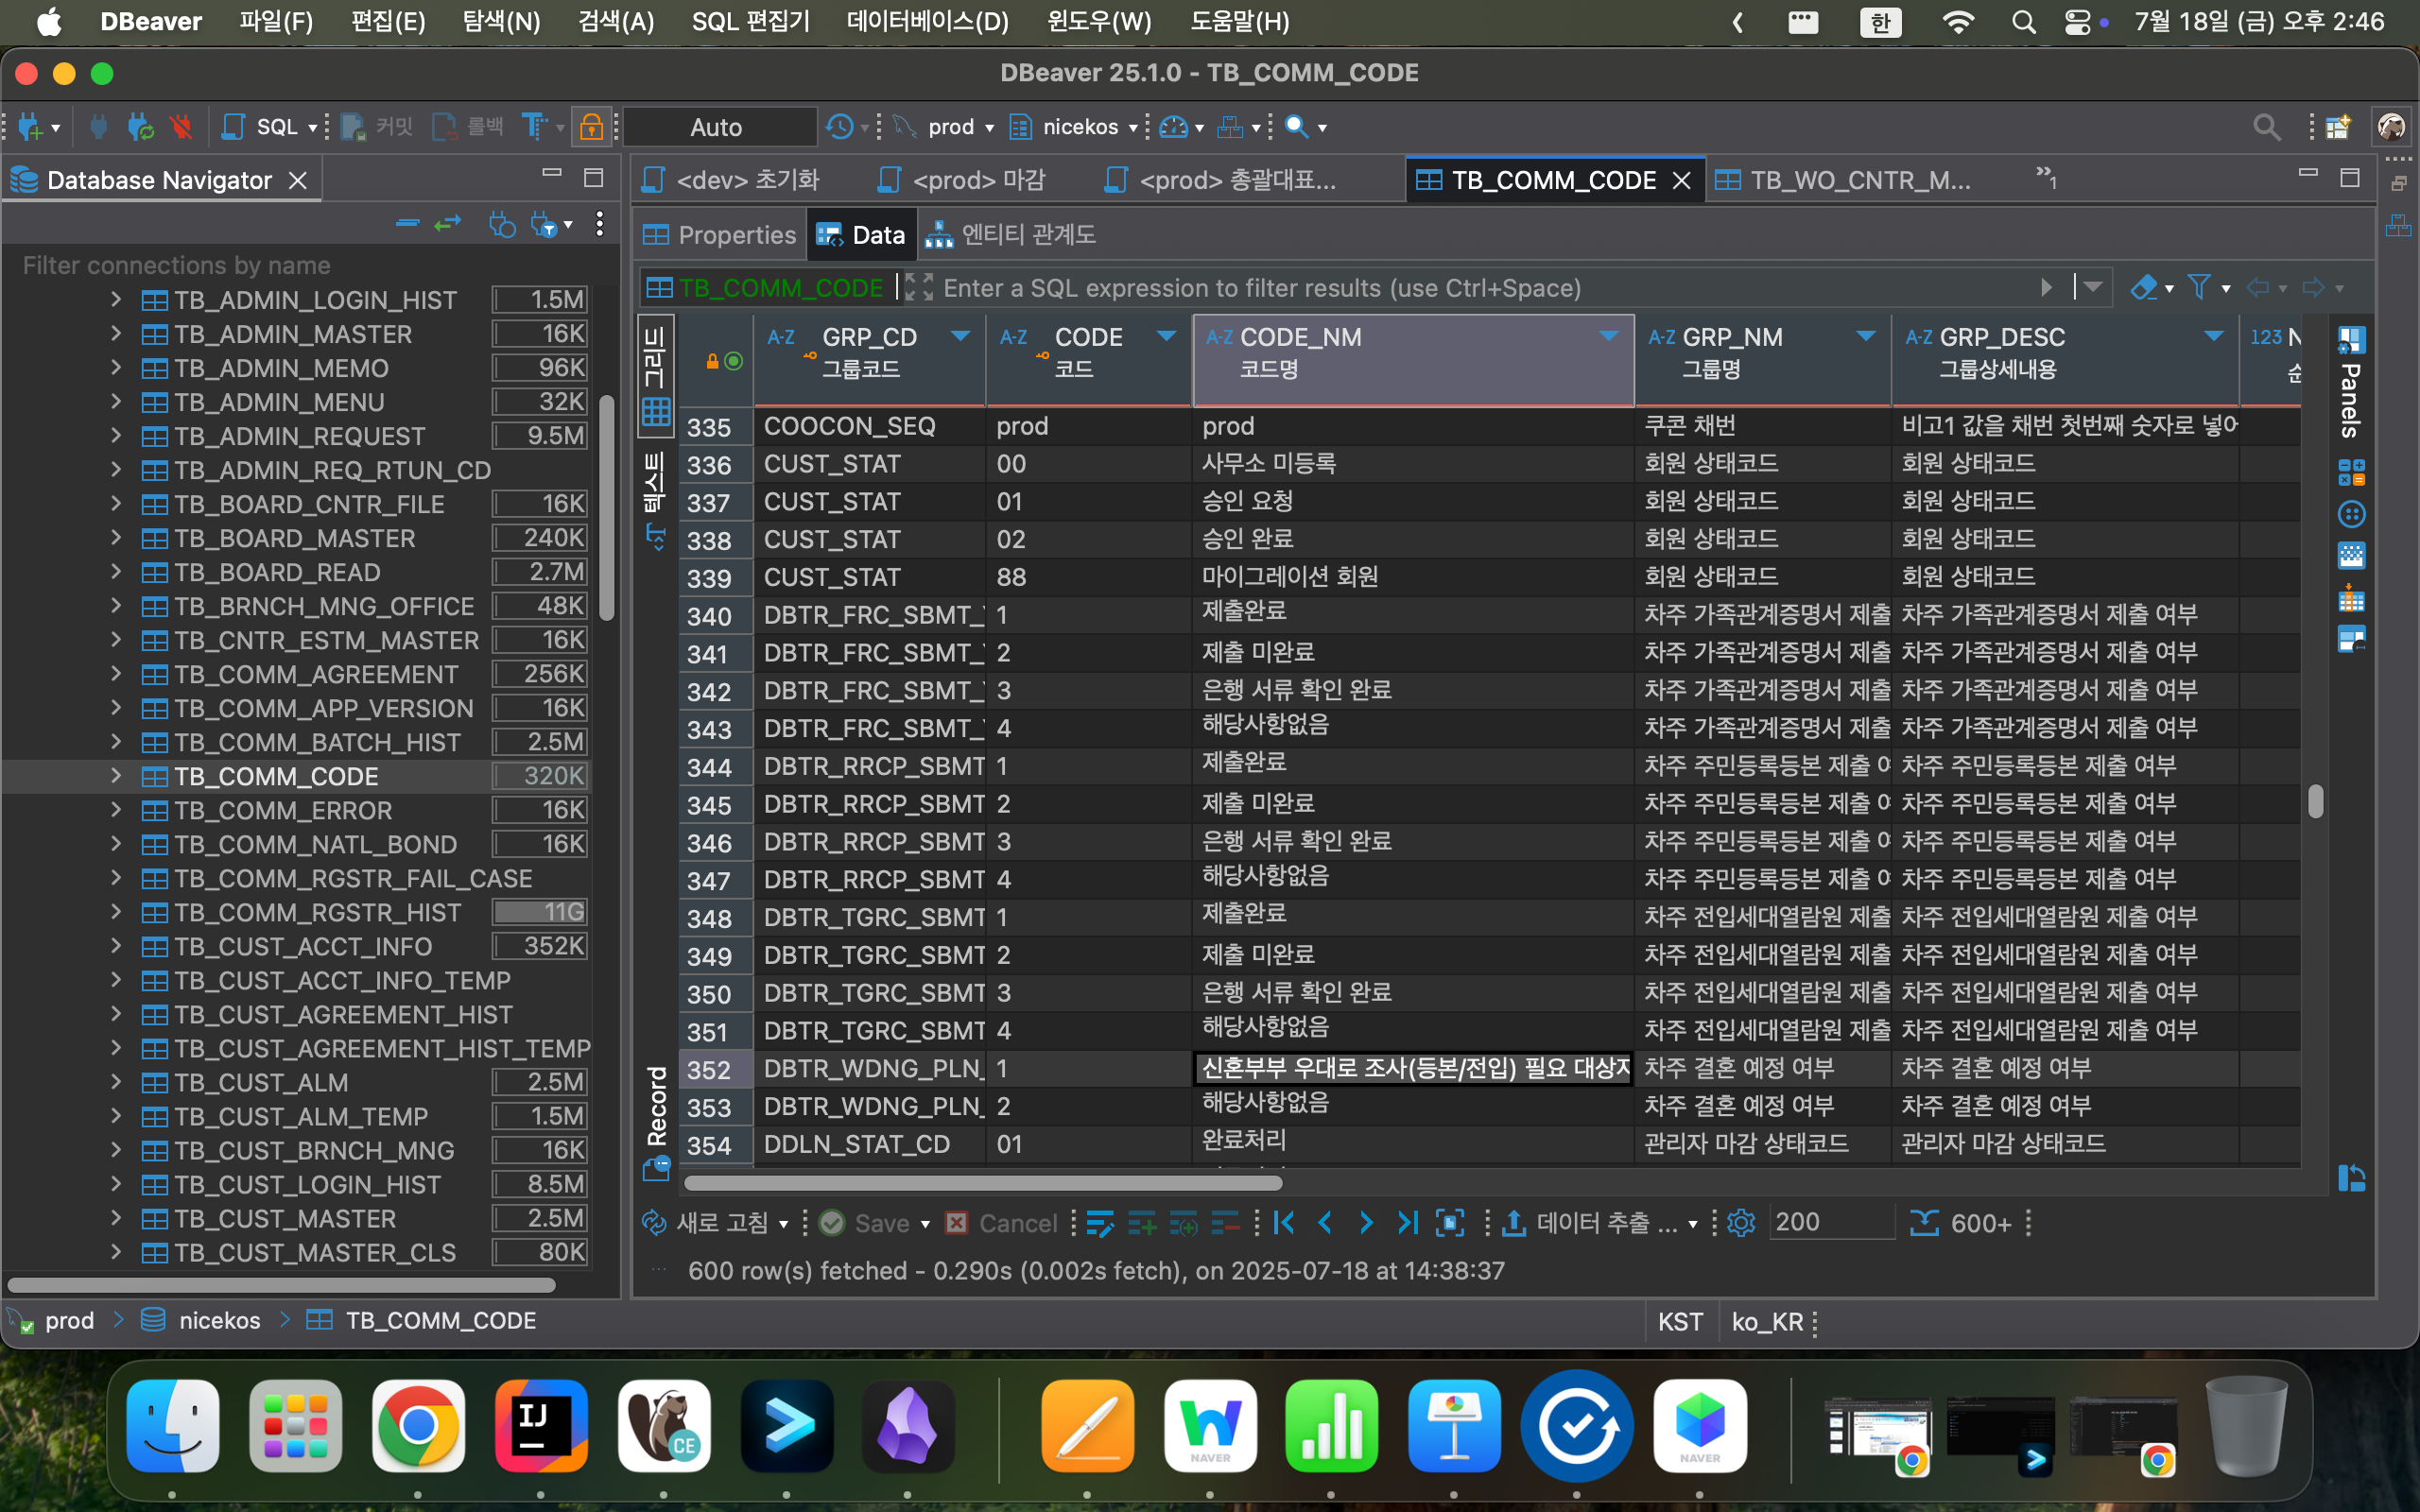 DBeaver 파일(F) 편집(E) 탐색(N) 검색(A) SQL 편집기 데이터베이스(D) 윈도우(W) 도움말(H) 한 7월 18일 (금) 오후 2:46
DBeaver 25.1.0 - TB_COMM_CODE
SQL 커밋 롤백 Auto prod nicekos
Database Navigator
<dev> 초기화 <prod> 마감 <prod> 총괄대표... TB_COMM_CODE TB_WO_CNTR_M... 1
Properties Data 엔티티 관계도
Filter connections by name
TB_COMM_CODE Enter a SQL expression to filter results (use Ctrl+Space)
TB_ADMIN_LOGIN_HIST 1.5M
TB_ADMIN_MASTER 16K
TB_ADMIN_MEMO 96K
TB_ADMIN_MENU 32K
TB_ADMIN_REQUEST 9.5M
TB_ADMIN_REQ_RTUN_CD
TB_BOARD_CNTR_FILE 16K
TB_BOARD_MASTER 240K
TB_BOARD_READ 2.7M
TB_BRNCH_MNG_OFFICE 48K
TB_CNTR_ESTM_MASTER 16K
TB_COMM_AGREEMENT 256K
TB_COMM_APP_VERSION 16K
TB_COMM_BATCH_HIST 2.5M
TB_COMM_CODE 320K
TB_COMM_ERROR 16K
TB_COMM_NATL_BOND 16K
TB_COMM_RGSTR_FAIL_CASE
TB_COMM_RGSTR_HIST 11G
TB_CUST_ACCT_INFO 352K
TB_CUST_ACCT_INFO_TEMP
TB_CUST_AGREEMENT_HIST
TB_CUST_AGREEMENT_HIST_TEMP
TB_CUST_ALM 2.5M
TB_CUST_ALM_TEMP 1.5M
TB_CUST_BRNCH_MNG 16K
TB_CUST_LOGIN_HIST 8.5M
TB_CUST_MASTER 2.5M
TB_CUST_MASTER_CLS 80K
그리드
텍스트
Record
A-Z GRP_CD A-Z CODE A-Z CODE_NM A-Z GRP_NM A-Z GRP_DESC 123 N
그룹코드 코드 코드명 그룹명 그룹상세내용 순
335 COOCON_SEQ prod prod 쿠콘 채번 비고1 값을 채번 첫번째 숫자로 넣어
336 CUST_STAT 00 사무소 미등록 회원 상태코드 회원 상태코드
337 CUST_STAT 01 승인 요청 회원 상태코드 회원 상태코드
338 CUST_STAT 02 승인 완료 회원 상태코드 회원 상태코드
339 CUST_STAT 88 마이그레이션 회원 회원 상태코드 회원 상태코드
340 DBTR_FRC_SBMT_Y 1 제출완료 차주 가족관계증명서 제출 차주 가족관계증명서 제출 여부
341 DBTR_FRC_SBMT_Y 2 제출 미완료 차주 가족관계증명서 제출 차주 가족관계증명서 제출 여부
342 DBTR_FRC_SBMT_Y 3 은행 서류 확인 완료 차주 가족관계증명서 제출 차주 가족관계증명서 제출 여부
343 DBTR_FRC_SBMT_Y 4 해당사항없음 차주 가족관계증명서 제출 차주 가족관계증명서 제출 여부
344 DBTR_RRCP_SBMT 1 제출완료 차주 주민등록등본 제출 여 차주 주민등록등본 제출 여부
345 DBTR_RRCP_SBMT 2 제출 미완료 차주 주민등록등본 제출 여 차주 주민등록등본 제출 여부
346 DBTR_RRCP_SBMT 3 은행 서류 확인 완료 차주 주민등록등본 제출 여 차주 주민등록등본 제출 여부
347 DBTR_RRCP_SBMT 4 해당사항없음 차주 주민등록등본 제출 여 차주 주민등록등본 제출 여부
348 DBTR_TGRC_SBMT 1 제출완료 차주 전입세대열람원 제출 차주 전입세대열람원 제출 여부
349 DBTR_TGRC_SBMT 2 제출 미완료 차주 전입세대열람원 제출 차주 전입세대열람원 제출 여부
350 DBTR_TGRC_SBMT 3 은행 서류 확인 완료 차주 전입세대열람원 제출 차주 전입세대열람원 제출 여부
351 DBTR_TGRC_SBMT 4 해당사항없음 차주 전입세대열람원 제출 차주 전입세대열람원 제출 여부
352 DBTR_WDNG_PLN_ 1 신혼부부 우대로 조사(등본/전입) 필요 대상자 차주 결혼 예정 여부 차주 결혼 예정 여부
353 DBTR_WDNG_PLN_ 2 해당사항없음 차주 결혼 예정 여부 차주 결혼 예정 여부
354 DDLN_STAT_CD 01 완료처리 관리자 마감 상태코드 관리자 마감 상태코드
Panels
새로 고침 Save Cancel 데이터 추출 ... 200 600+
600 row(s) fetched - 0.290s (0.002s fetch), on 2025-07-18 at 14:38:37
prod nicekos TB_COMM_CODE KST ko_KR
IJ
CE
NAVER
NAVER